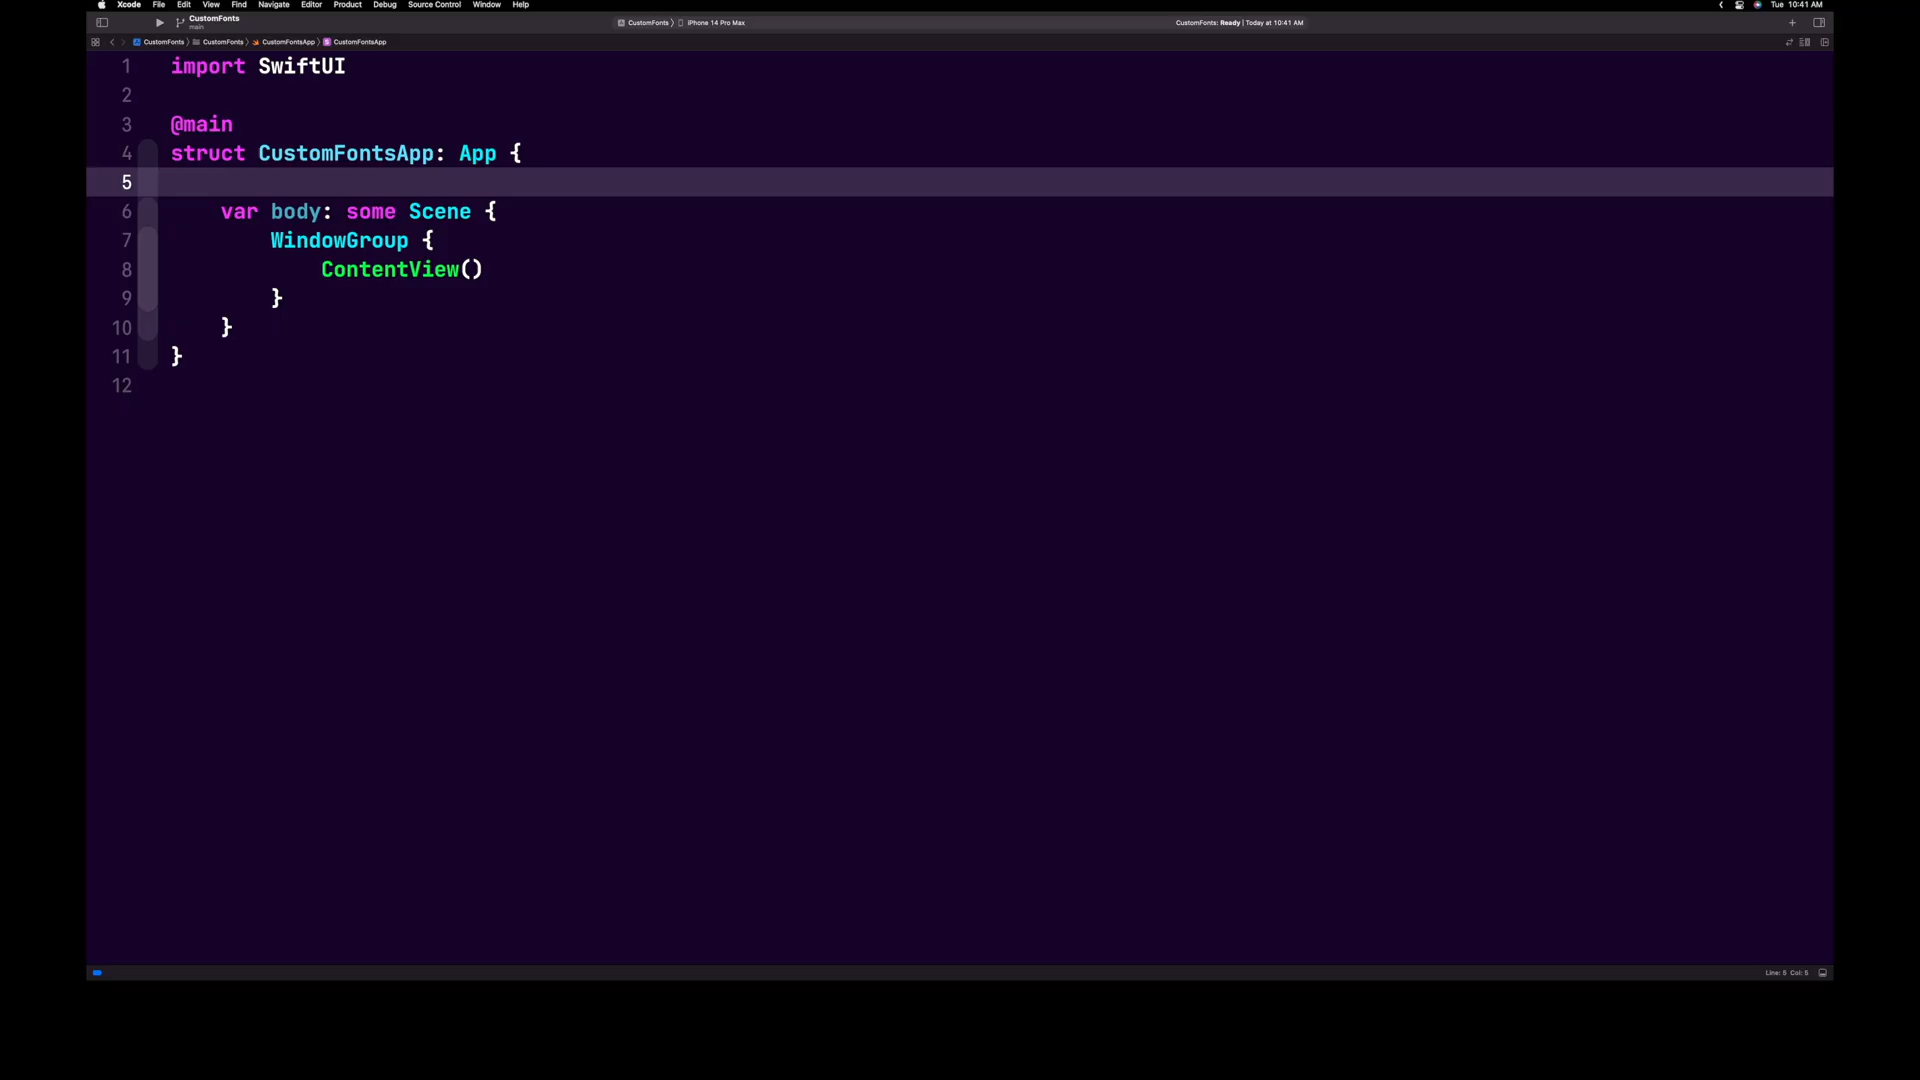 Xcode File Edit View Find Navigate Editor Product Debug Source Control Window Help Tue 10:41 AM
CustomFonts
main
CustomFonts iPhone 14 Pro Max CustomFonts: Ready | Today at 10:41 AM
CustomFonts CustomFonts CustomFontsApp CustomFontsApp
1 import SwiftUI
2
3 @main
4 struct CustomFontsApp: App {
5
6 var body: some Scene {
7 WindowGroup {
8 ContentView()
9 }
10 }
11 }
12
Line: 5 Col: 5